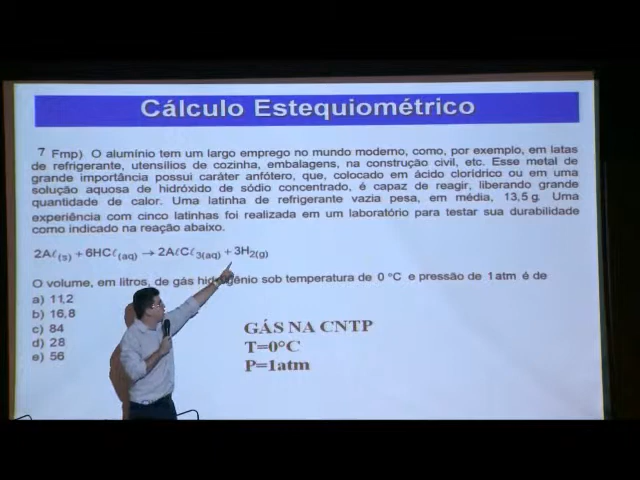 Cálculo Estequiométrico
7 Fmp) O alumínio tem um largo emprego no mundo moderno, como, por exemplo, em latas
de refrigerante, utensílios de cozinha, embalagens, na construção civil, etc. Esse metal de
grande importância possui caráter anfótero, que, colocado em ácido clorídrico ou em uma
solução aquosa de hidróxido de sódio concentrado, é capaz de reagir, liberando grande
quantidade de calor. Uma latinha de refrigerante vazia pesa, em média, 13,5 g. Uma
experiência com cinco latinhas foi realizada em um laboratório para testar sua durabilidade
como indicado na reação abaixo.
2Aℓ(s) + 6HCℓ(aq) → 2AℓCℓ3(aq) + 3H2(g)
O volume, em litros, de gás hidrogênio sob temperatura de 0 °C e pressão de 1 atm é de
a) 11,2
b) 16,8
c) 84
d) 28
e) 56
GÁS NA CNTP
T=0°C
P=1atm